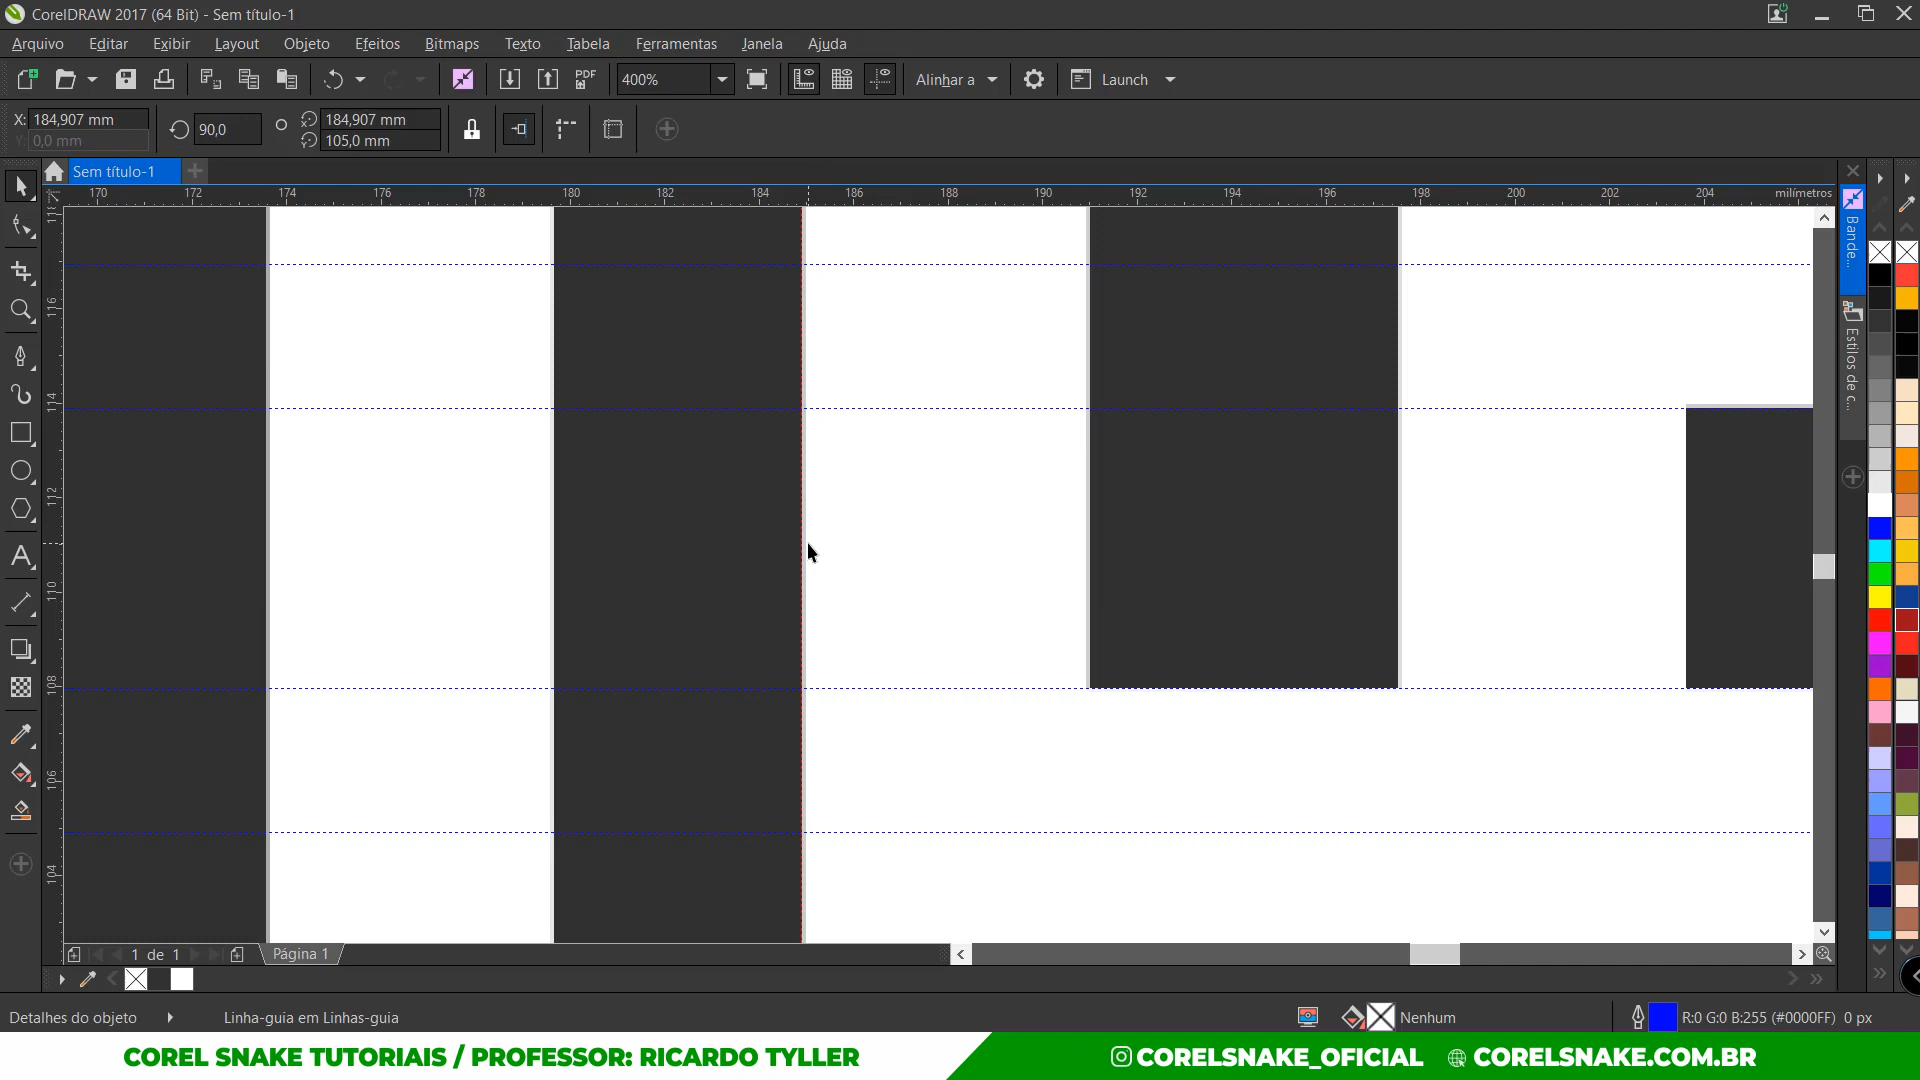 CorelDRAW 2017 (64 Bit) - Sem título-1
Arquivo Editar Exibir Layout Objeto Efeitos Bitmaps Texto Tabela Ferramentas Janela Ajuda
PDF 400% Alinhar a Launch
X: 184,907 mm 90,0 184,907 mm
Y: 0,0 mm 105,0 mm
Sem título-1
170 172 174 176 178 180 182 184 186 188 190 192 194 196 198 200 202 204 milímetros
116
114
112
110
108
106
104
Bande...
Estilos de c...
1 de 1 Página 1
Detalhes do objeto Linha-guia em Linhas-guia Nenhum R:0 G:0 B:255 (#0000FF) 0 px
COREL SNAKE TUTORIAIS / PROFESSOR: RICARDO TYLLER CORELSNAKE_OFICIAL CORELSNAKE.COM.BR